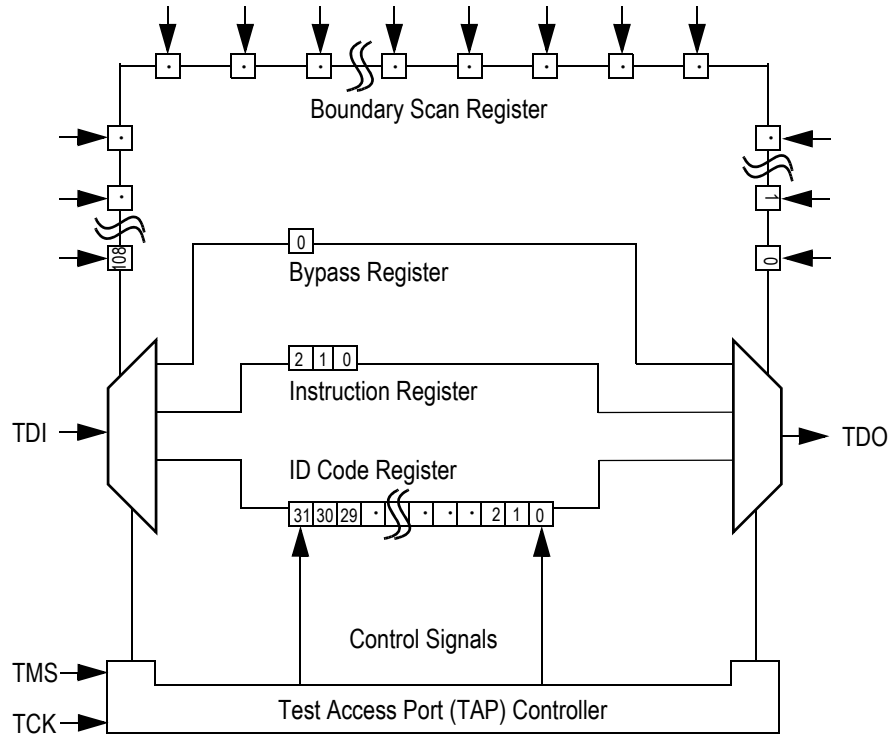 Boundary Scan Register
1
108
0
0
Bypass Register
2 1 0
Instruction Register
TDI
TDO
ID Code Register
31 30 29 · · · · 2 1 0
Control Signals
TMS
Test Access Port (TAP) Controller
TCK